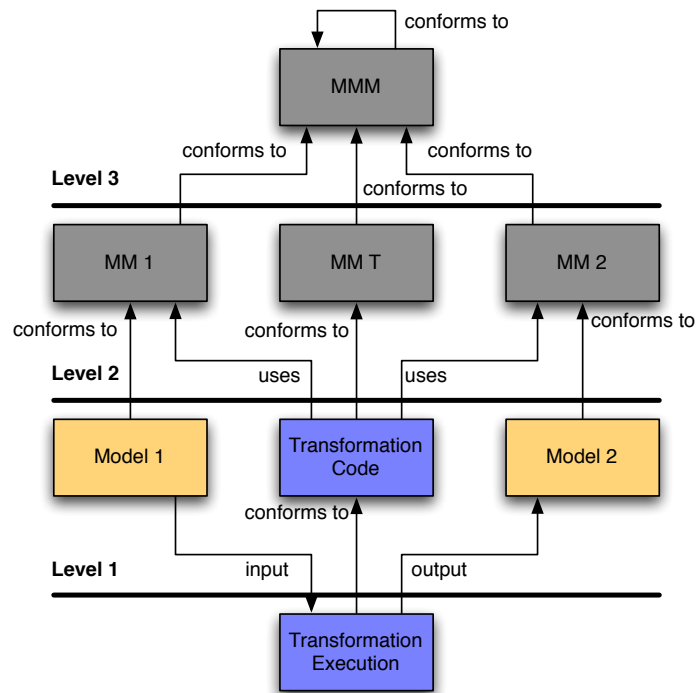 conforms to
MMM
conforms to
conforms to
Level 3
conforms to
MM 1
MM T
MM 2
conforms to
conforms to
conforms to
Level 2
uses
uses
Model 1
Transformation
Code
Model 2
conforms to
Level 1
input
output
Transformation
Execution